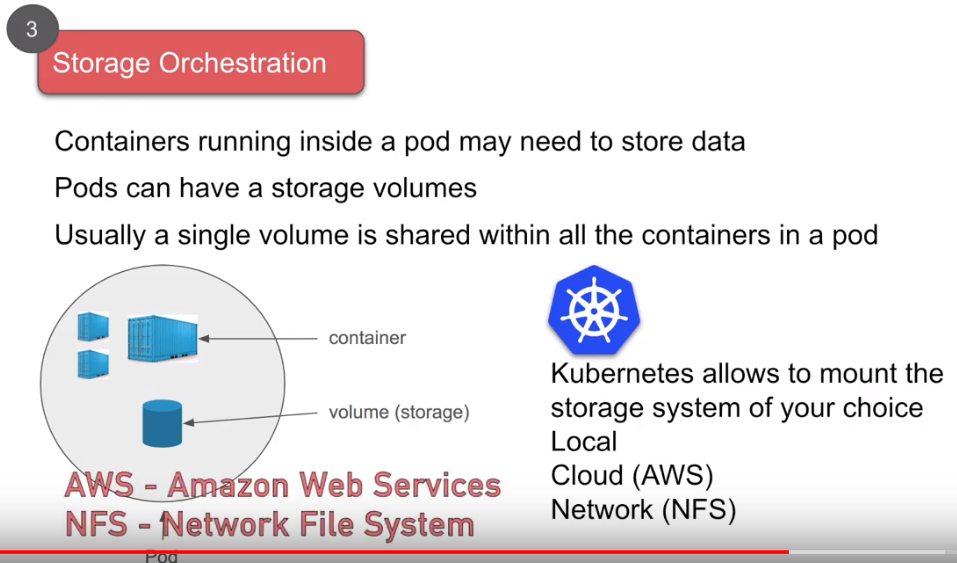 3
Storage Orchestration
Containers running inside a pod may need to store data
Pods can have a storage volumes
Usually a single volume is shared within all the containers in a pod
container
volume (storage)
AWS - Amazon Web Services
NFS - Network File System
Pod
Kubernetes allows to mount the
storage system of your choice
Local
Cloud (AWS)
Network (NFS)